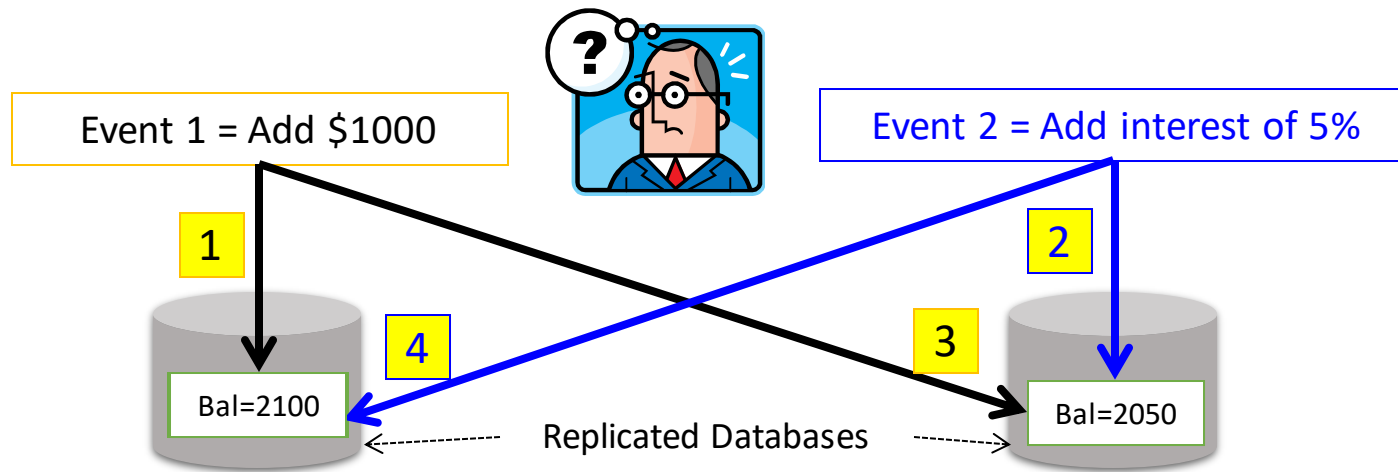 ?
Event 1 = Add $1000
Event 2 = Add interest of 5%
1
2
4
3
Bal=2100
Bal=2050
Replicated Databases